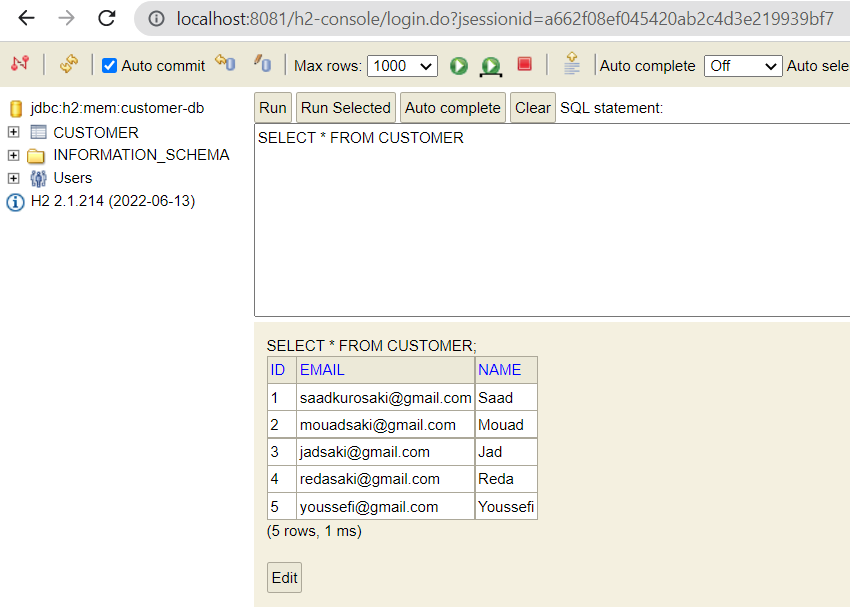 localhost:8081/h2-console/login.do?jsessionid=a662f08ef045420ab2c4d3e219939bf7
Auto commit Max rows: 1000 Auto complete Off Auto sele
jdbc:h2:mem:customer-db
CUSTOMER
INFORMATION_SCHEMA
Users
H2 2.1.214 (2022-06-13)
Run Run Selected Auto complete Clear SQL statement:
SELECT * FROM CUSTOMER
SELECT * FROM CUSTOMER;
ID EMAIL NAME
1 saadkurosaki@gmail.com Saad
2 mouadsaki@gmail.com Mouad
3 jadsaki@gmail.com Jad
4 redasaki@gmail.com Reda
5 youssefi@gmail.com Youssefi
(5 rows, 1 ms)
Edit